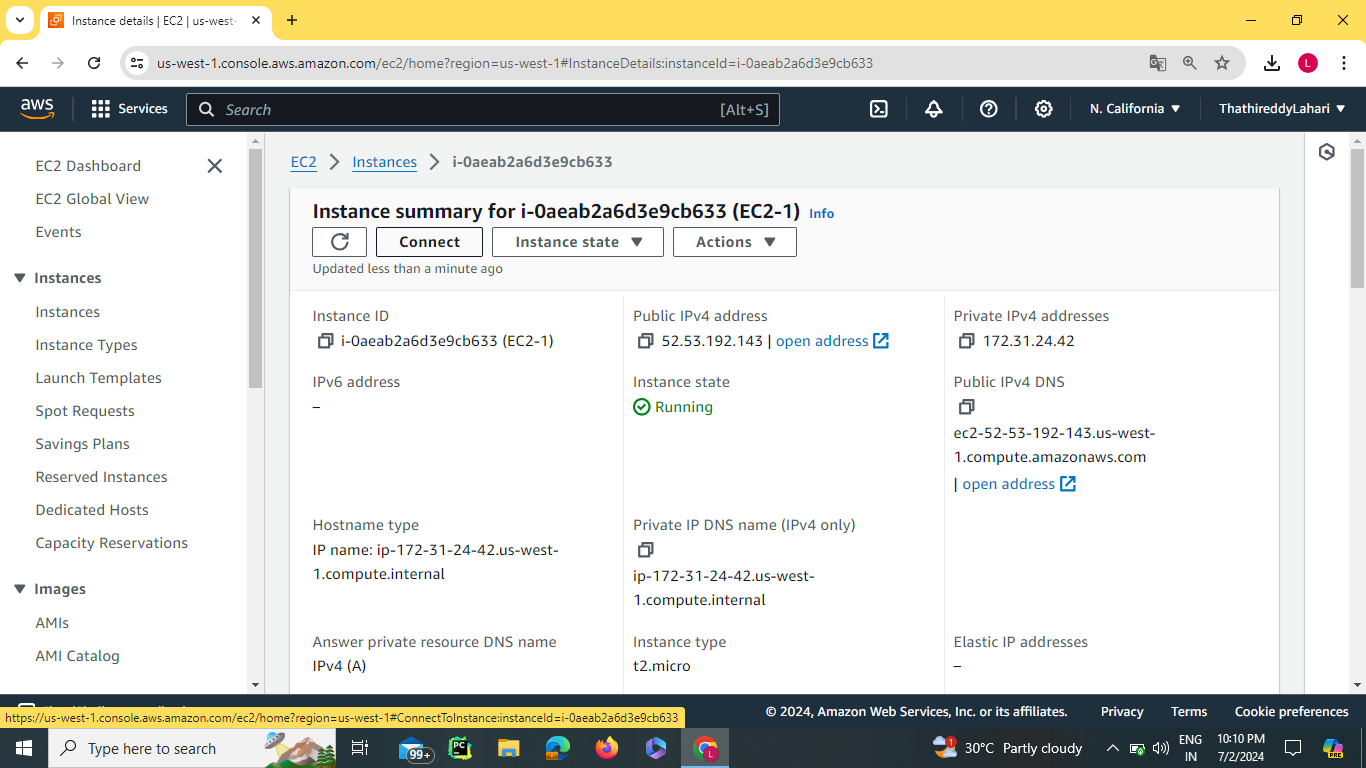 Instance details | EC2 | us-west-
us-west-1.console.aws.amazon.com/ec2/home?region=us-west-1#InstanceDetails:instanceId=i-0aeab2a6d3e9cb633
L
aws
Services
Search
[Alt+S]
N. California
ThathireddyLahari
EC2 Dashboard
EC2 Global View
Events
Instances
Instances
Instance Types
Launch Templates
Spot Requests
Savings Plans
Reserved Instances
Dedicated Hosts
Capacity Reservations
Images
AMIs
AMI Catalog
EC2 > Instances > i-0aeab2a6d3e9cb633
Instance summary for i-0aeab2a6d3e9cb633 (EC2-1) Info
Connect
Instance state
Actions
Updated less than a minute ago
Instance ID
i-0aeab2a6d3e9cb633 (EC2-1)
Public IPv4 address
52.53.192.143 | open address
Private IPv4 addresses
172.31.24.42
IPv6 address
–
Instance state
Running
Public IPv4 DNS
ec2-52-53-192-143.us-west-
1.compute.amazonaws.com
| open address
Hostname type
IP name: ip-172-31-24-42.us-west-
1.compute.internal
Private IP DNS name (IPv4 only)
ip-172-31-24-42.us-west-
1.compute.internal
Answer private resource DNS name
IPv4 (A)
Instance type
t2.micro
Elastic IP addresses
–
https://us-west-1.console.aws.amazon.com/ec2/home?region=us-west-1#ConnectToInstance:instanceId=i-0aeab2a6d3e9cb633
© 2024, Amazon Web Services, Inc. or its affiliates.
Privacy
Terms
Cookie preferences
Type here to search
99+
PC
L
1
30°C Partly cloudy
ENG
IN
10:10 PM
7/2/2024
PRE